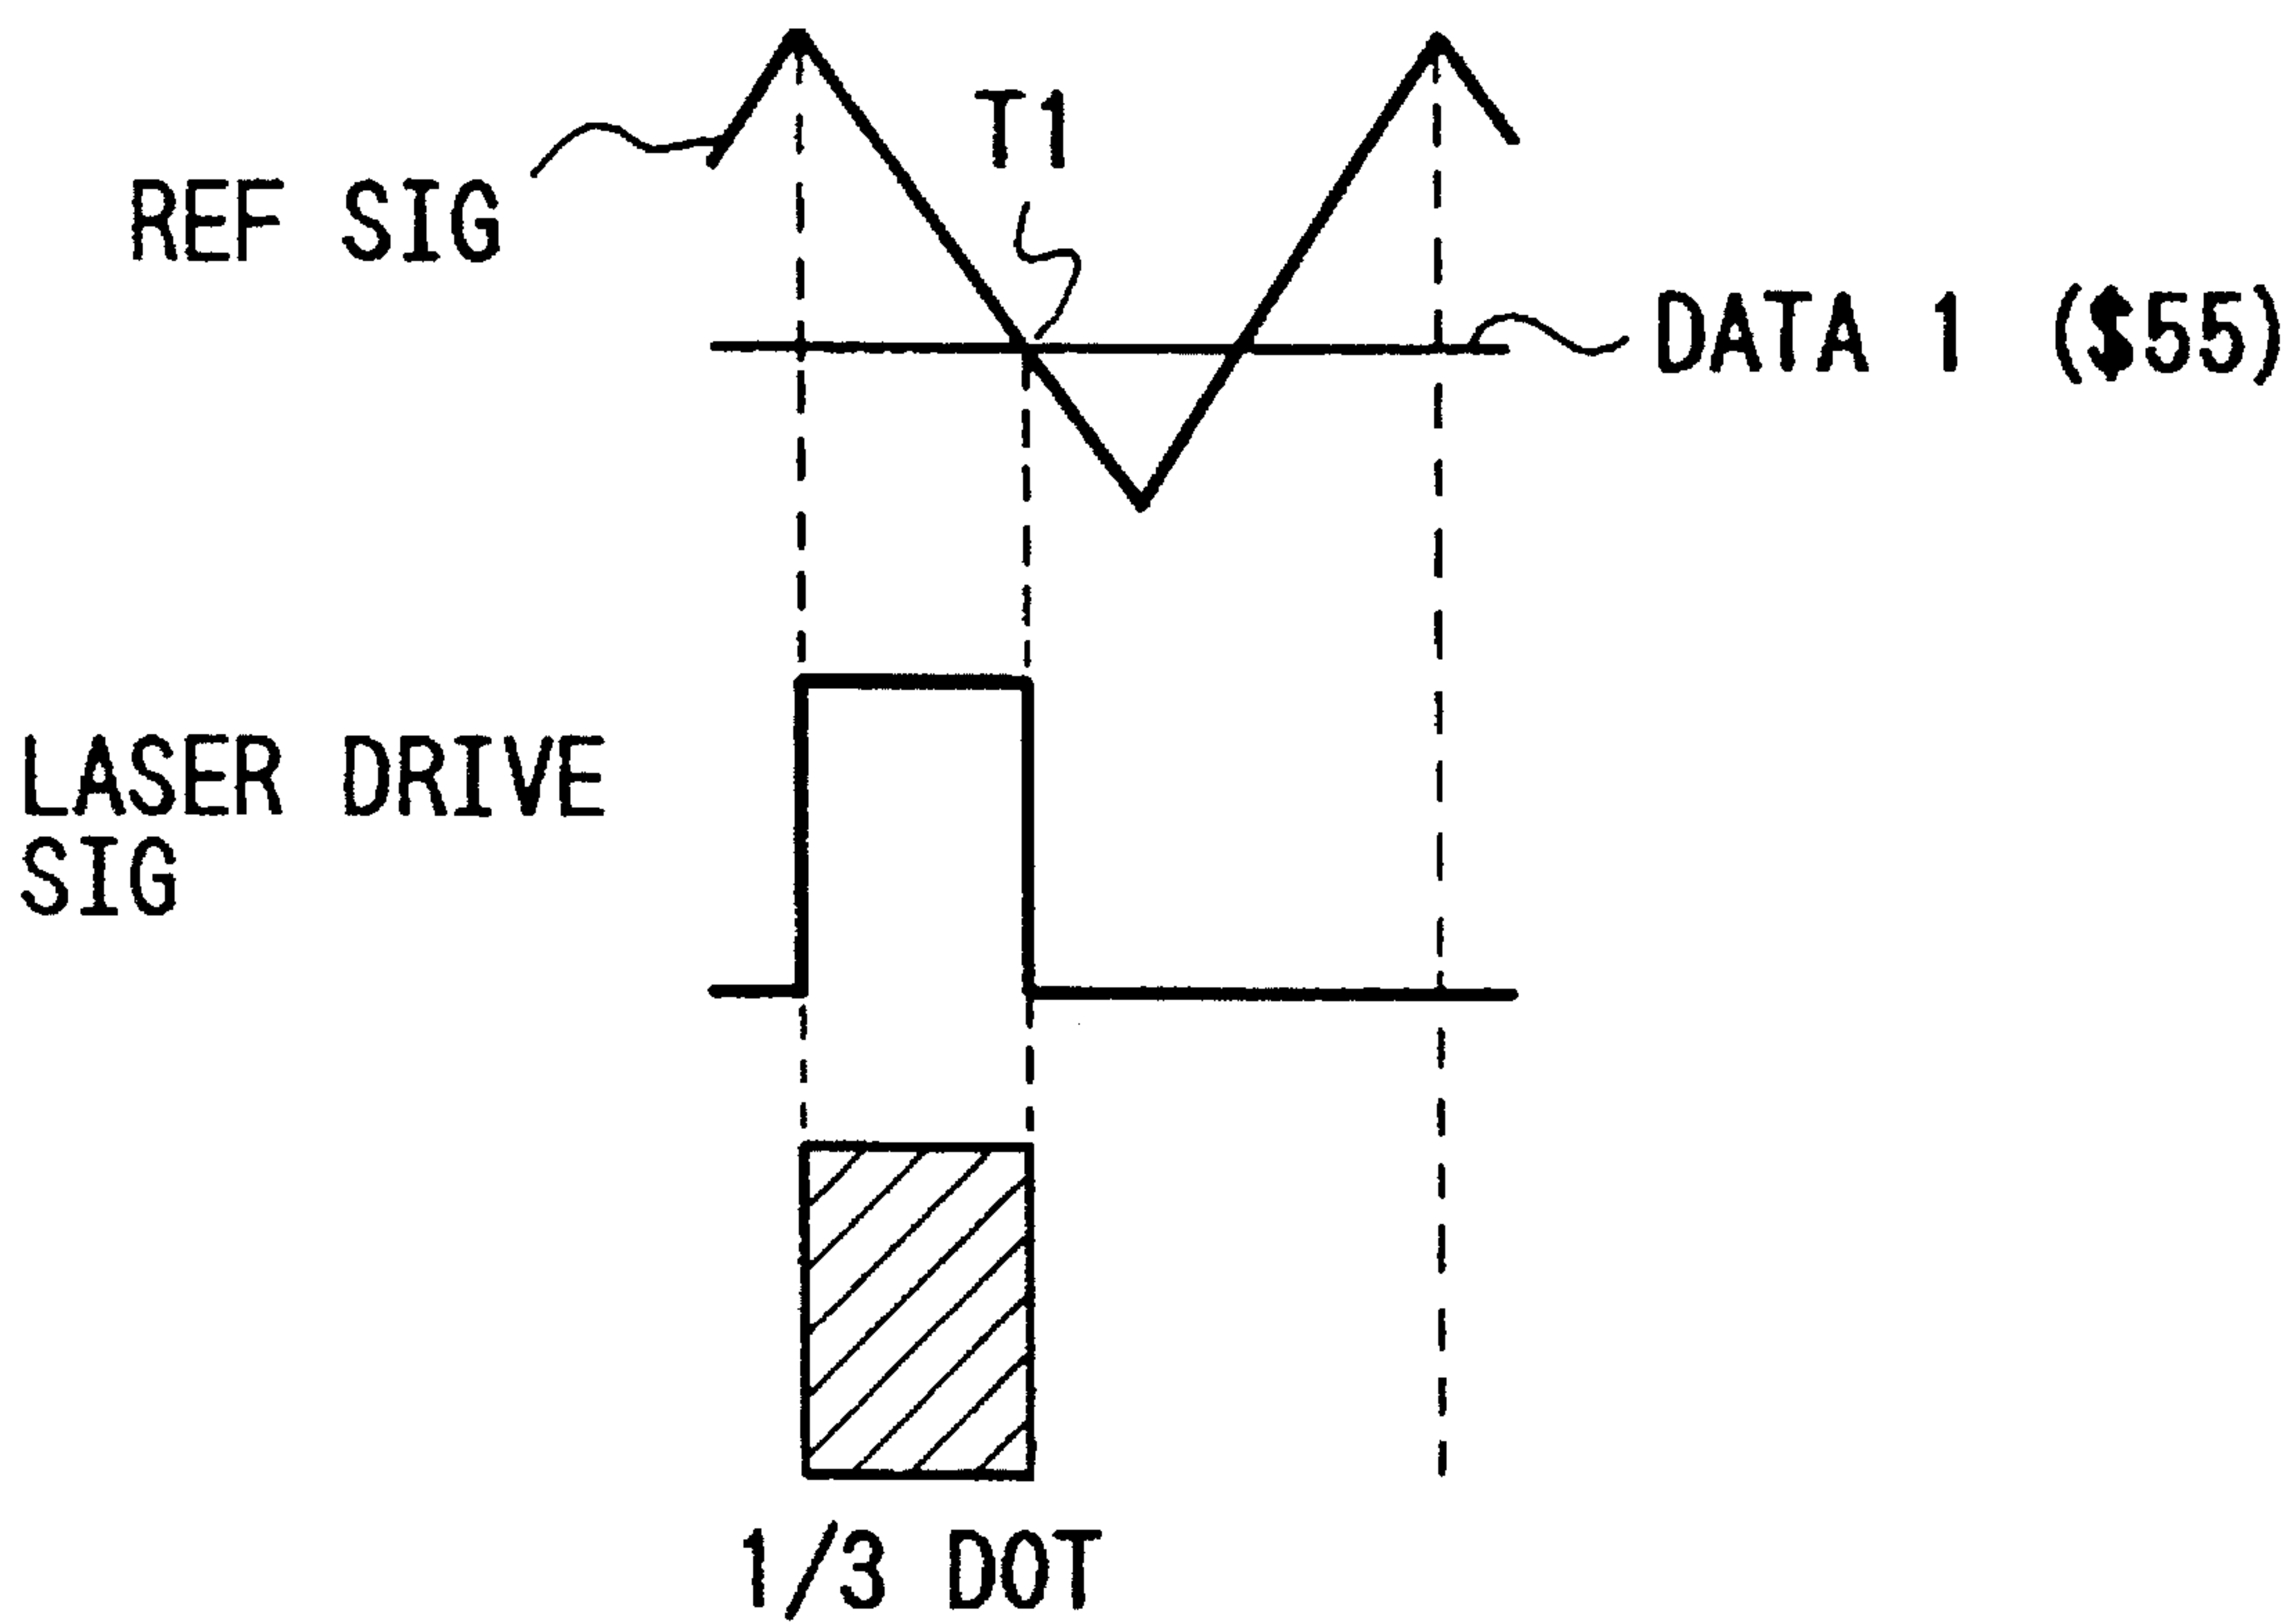 T1
REF SIG
DATA 1 ($55)
LASER DRIVE
SIG
1/3 DOT